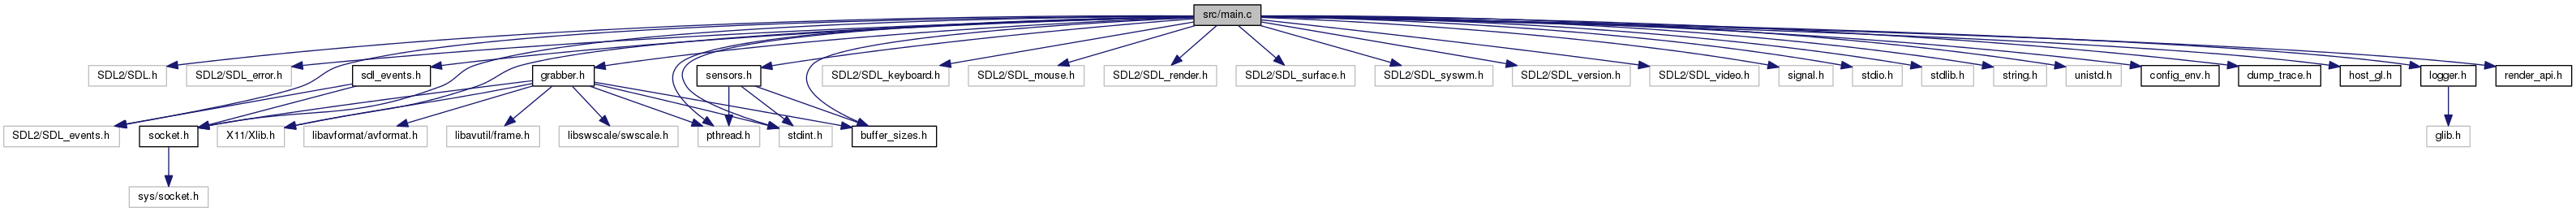 src/main.c
SDL2/SDL.h
SDL2/SDL_error.h
sdl_events.h
grabber.h
sensors.h
SDL2/SDL_keyboard.h
SDL2/SDL_mouse.h
SDL2/SDL_render.h
SDL2/SDL_surface.h
SDL2/SDL_syswm.h
SDL2/SDL_version.h
SDL2/SDL_video.h
signal.h
stdio.h
stdlib.h
string.h
unistd.h
config_env.h
dump_trace.h
host_gl.h
logger.h
render_api.h
SDL2/SDL_events.h
socket.h
X11/Xlib.h
libavformat/avformat.h
libavutil/frame.h
libswscale/swscale.h
pthread.h
stdint.h
buffer_sizes.h
glib.h
sys/socket.h